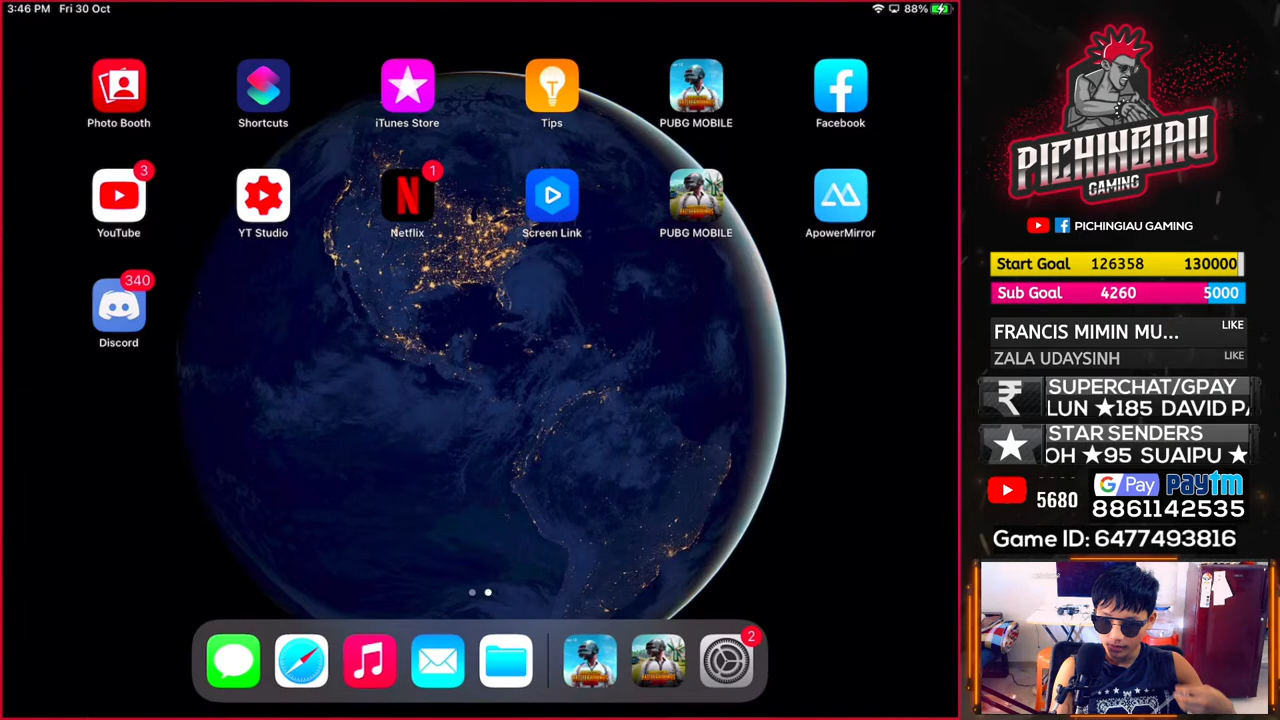 3:46 PM Fri 30 Oct
88%
Photo Booth
Shortcuts
iTunes Store
Tips
PUBG MOBILE
Facebook
3
YouTube
YT Studio
1
Netflix
Screen Link
PUBG MOBILE
ApowerMirror
340
Discord
2
PICHINGIAU
GAMING
PICHINGIAU GAMING
Start Goal 126358 130000
Sub Goal 4260 5000
FRANCIS MIMIN MU... LIKE
ZALA UDAYSINH LIKE
SUPERCHAT/GPAY
LUN ★185 DAVID
STAR SENDERS
OH ★95 SUAIPU ★
5680
G Pay paytm
8861142535
Game ID: 6477493816